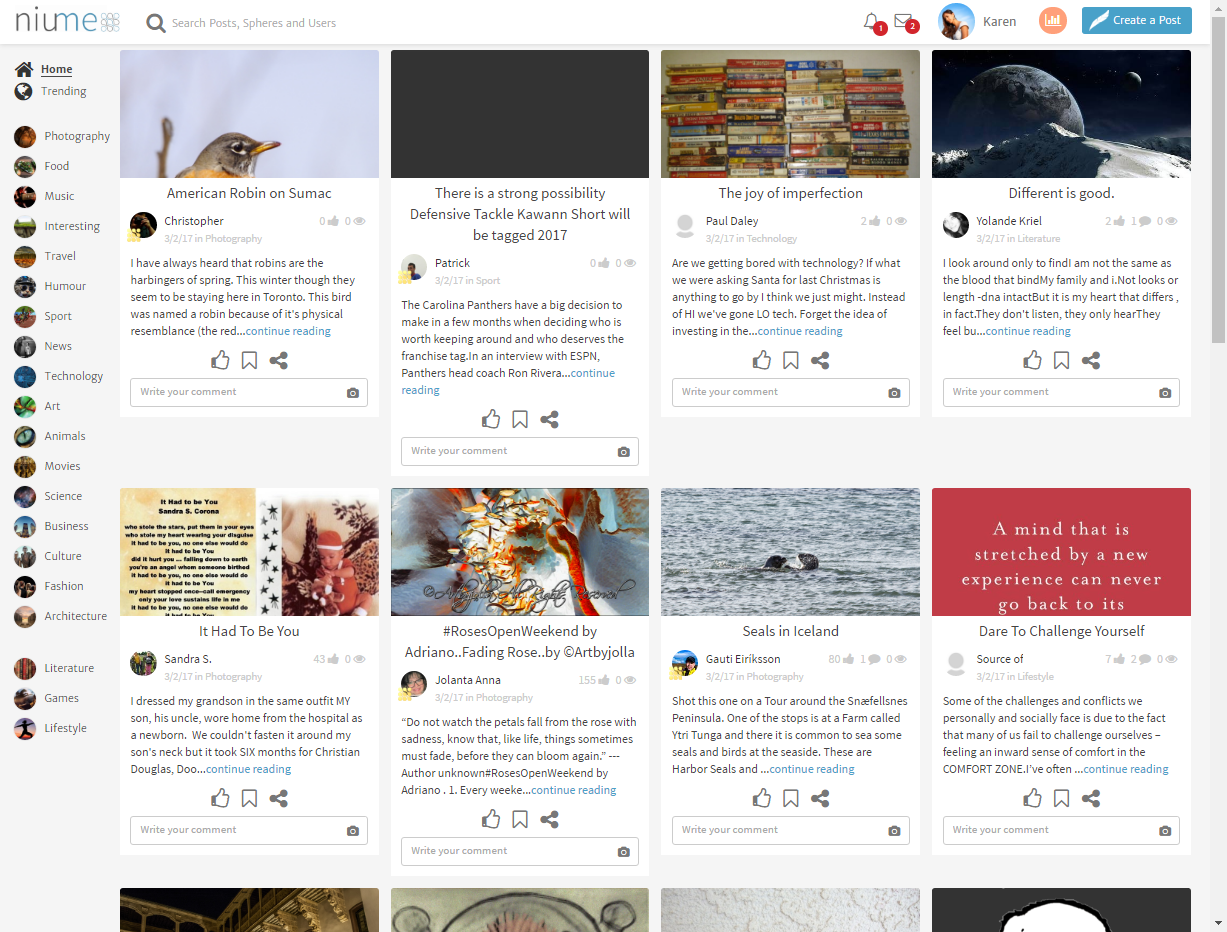 niume
Search Posts, Spheres and Users
1
2
Karen
Create a Post
Home
Trending
Photography
Food
Music
Interesting
Travel
Humour
Sport
News
Technology
Art
Animals
Movies
Science
Business
Culture
Fashion
Architecture
Literature
Games
Lifestyle
American Robin on Sumac
Christopher
0 0
3/2/17 in Photography
I have always heard that robins are the
harbingers of spring. This winter though they
seem to be staying here in Toronto. This bird
was named a robin because of it's physical
resemblance (the red...continue reading
Write your comment
There is a strong possibility
Defensive Tackle Kawann Short will
be tagged 2017
Patrick
0 0
3/2/17 in Sport
The Carolina Panthers have a big decision to
make in a few months when deciding who is
worth keeping around and who deserves the
franchise tag.In an interview with ESPN,
Panthers head coach Ron Rivera...continue
reading
Write your comment
The joy of imperfection
Paul Daley
2 0
3/2/17 in Technology
Are we getting bored with technology? If what
we were asking Santa for last Christmas is
anything to go by I think we just might. Instead
of HI we've gone LO tech. Forget the idea of
investing in the...continue reading
Write your comment
Different is good.
Yolande Kriel
2 1 0
3/2/17 in Literature
I look around only to findI am not the same as
the blood that bindMy family and i.Not looks or
length -dna intactBut it is my heart that differs ,
in fact.They don't listen, they only hearThey
feel bu...continue reading
Write your comment
It Had to be You
Sandra S. Corona
who stole the stars, put them in your eyes
who stole my heart wearing your disguise
it had to be you, no one else would do
It had to be You
did it hurt you ... falling down to earth
you're an angel whom someone birthed
it had to be you, no one else would do
It had to be You
my heart stopped once--call emergency
only your love sustains life in me
it had to be you, no one else would do
It had to be You
It Had To Be You
Sandra S.
43 0
3/2/17 in Photography
I dressed my grandson in the same outfit MY
son, his uncle, wore home from the hospital as
a newborn. We couldn't fasten it around my
son's neck but it took SIX months for Christian
Douglas, Doo...continue reading
Write your comment
©Artbyjolla All Rights Reserved
#RosesOpenWeekend by
Adriano..Fading Rose..by ©Artbyjolla
Jolanta Anna
155 0
3/2/17 in Photography
“Do not watch the petals fall from the rose with
sadness, know that, like life, things sometimes
must fade, before they can bloom again.” ---
Author unknown#RosesOpenWeekend by
Adriano . 1. Every weeke...continue reading
Write your comment
Seals in Iceland
Gauti Eiríksson
80 1 0
3/2/17 in Photography
Shot this one on a Tour around the Snæfellsnes
Peninsula. One of the stops is at a Farm called
Ytri Tunga and there it is common to sea some
seals and birds at the seaside. These are
Harbor Seals and ...continue reading
Write your comment
A mind that is
stretched by a new
experience can never
go back to its
Dare To Challenge Yourself
Source of
7 2 0
3/2/17 in Lifestyle
Some of the challenges and conflicts we
personally and socially face is due to the fact
that many of us fail to challenge ourselves –
feeling an inward sense of comfort in the
COMFORT ZONE.I’ve often ...continue reading
Write your comment